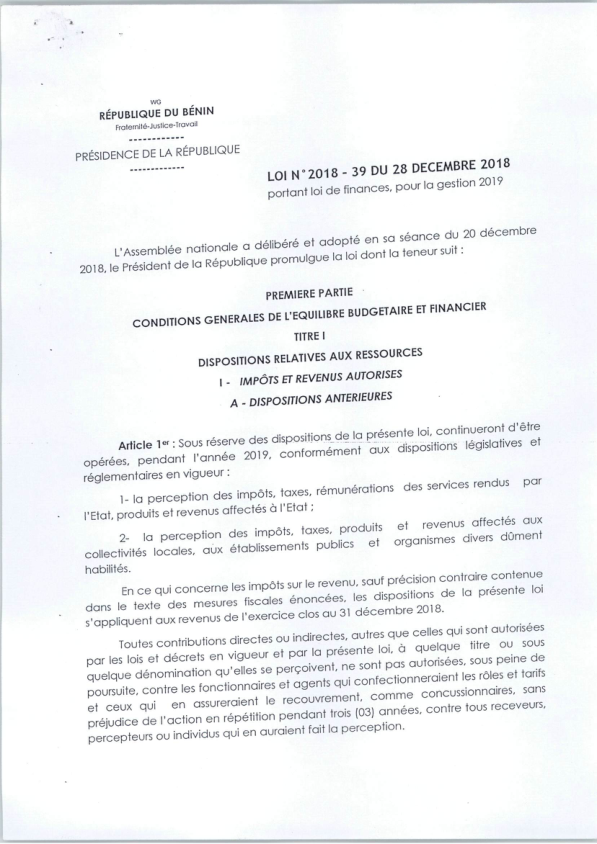 WG
RÉPUBLIQUE DU BÉNIN
Fraternité-Justice-Travail
------------
PRÉSIDENCE DE LA RÉPUBLIQUE
------------
LOI N°2018 – 39 DU 28 DECEMBRE 2018
portant loi de finances, pour la gestion 2019
L'Assemblée nationale a délibéré et adopté en sa séance du 20 décembre
2018, le Président de la République promulgue la loi dont la teneur suit :
PREMIERE PARTIE
CONDITIONS GENERALES DE L'EQUILIBRE BUDGETAIRE ET FINANCIER
TITRE I
DISPOSITIONS RELATIVES AUX RESSOURCES
I - IMPÔTS ET REVENUS AUTORISES
A - DISPOSITIONS ANTERIEURES
Article 1er : Sous réserve des dispositions de la présente loi, continueront d'être
opérées, pendant l'année 2019, conformément aux dispositions législatives et
réglementaires en vigueur :
1- la perception des impôts, taxes, rémunérations des services rendus par
l'Etat, produits et revenus affectés à l'Etat ;
2- la perception des impôts, taxes, produits et revenus affectés aux
collectivités locales, aux établissements publics et organismes divers dûment
habilités.
En ce qui concerne les impôts sur le revenu, sauf précision contraire contenue
dans le texte des mesures fiscales énoncées, les dispositions de la présente loi
s'appliquent aux revenus de l'exercice clos au 31 décembre 2018.
Toutes contributions directes ou indirectes, autres que celles qui sont autorisées
par les lois et décrets en vigueur et par la présente loi, à quelque titre ou sous
quelque dénomination qu'elles se perçoivent, ne sont pas autorisées, sous peine de
poursuite, contre les fonctionnaires et agents qui confectionneraient les rôles et tarifs
et ceux qui en assureraient le recouvrement, comme concussionnaires, sans
préjudice de l'action en répétition pendant trois (03) années, contre tous receveurs,
percepteurs ou individus qui en auraient fait la perception.